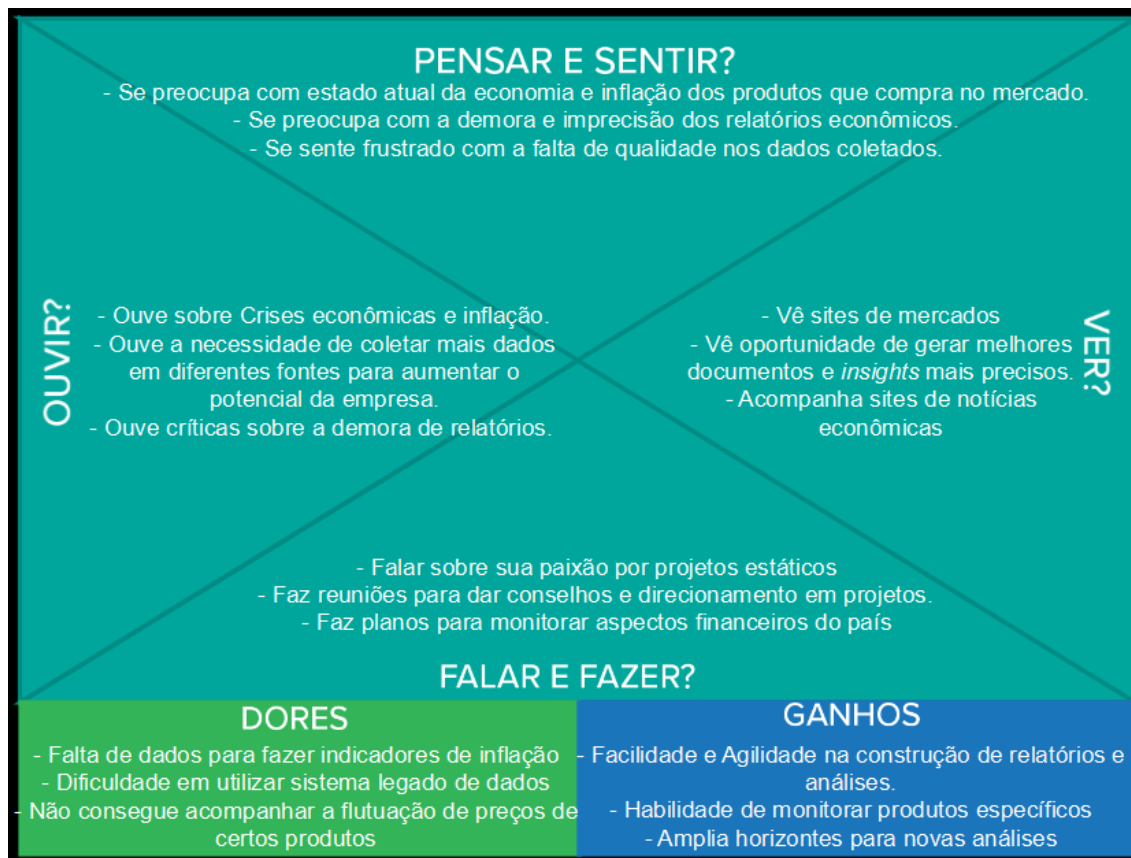 PENSAR E SENTIR?
- Se preocupa com estado atual da economia e inflação dos produtos que compra no mercado.
- Se preocupa com a demora e imprecisão dos relatórios econômicos.
- Se sente frustrado com a falta de qualidade nos dados coletados.
OUVIR?
- Ouve sobre Crises econômicas e inflação.
- Ouve a necessidade de coletar mais dados
em diferentes fontes para aumentar o
potencial da empresa.
- Ouve críticas sobre a demora de relatórios.
VER?
- Vê sites de mercados
- Vê oportunidade de gerar melhores
documentos e insights mais precisos.
- Acompanha sites de notícias
econômicas
- Falar sobre sua paixão por projetos estáticos
- Faz reuniões para dar conselhos e direcionamento em projetos.
- Faz planos para monitorar aspectos financeiros do país
FALAR E FAZER?
DORES
- Falta de dados para fazer indicadores de inflação
- Dificuldade em utilizar sistema legado de dados
- Não consegue acompanhar a flutuação de preços de
certos produtos
GANHOS
- Facilidade e Agilidade na construção de relatórios e
análises.
- Habilidade de monitorar produtos específicos
- Amplia horizontes para novas análises